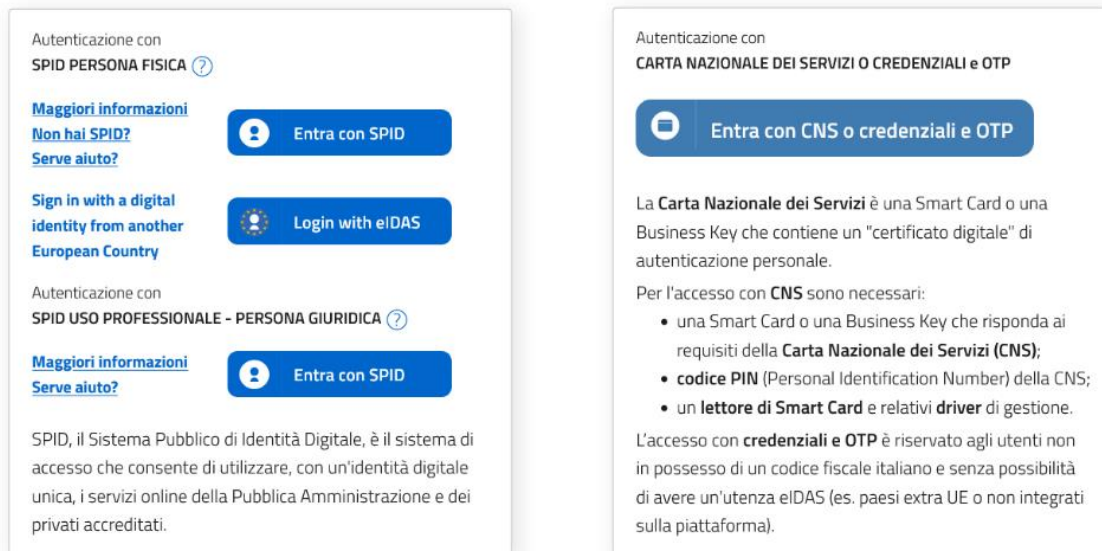 Autenticazione con
SPID PERSONA FISICA ?
Maggiori informazioni
Non hai SPID?
Serve aiuto?
Entra con SPID
Sign in with a digital
identity from another
European Country
Login with eIDAS
Autenticazione con
SPID USO PROFESSIONALE - PERSONA GIURIDICA ?
Maggiori informazioni
Serve aiuto?
Entra con SPID
SPID, il Sistema Pubblico di Identità Digitale, è il sistema di
accesso che consente di utilizzare, con un'identità digitale
unica, i servizi online della Pubblica Amministrazione e dei
privati accreditati.
Autenticazione con
CARTA NAZIONALE DEI SERVIZI O CREDENZIALI e OTP
Entra con CNS o credenziali e OTP
La Carta Nazionale dei Servizi è una Smart Card o una
Business Key che contiene un "certificato digitale" di
autenticazione personale.
Per l'accesso con CNS sono necessari:
• una Smart Card o una Business Key che risponda ai
requisiti della Carta Nazionale dei Servizi (CNS);
• codice PIN (Personal Identification Number) della CNS;
• un lettore di Smart Card e relativi driver di gestione.
L'accesso con credenziali e OTP è riservato agli utenti non
in possesso di un codice fiscale italiano e senza possibilità
di avere un'utenza eIDAS (es. paesi extra UE o non integrati
sulla piattaforma).